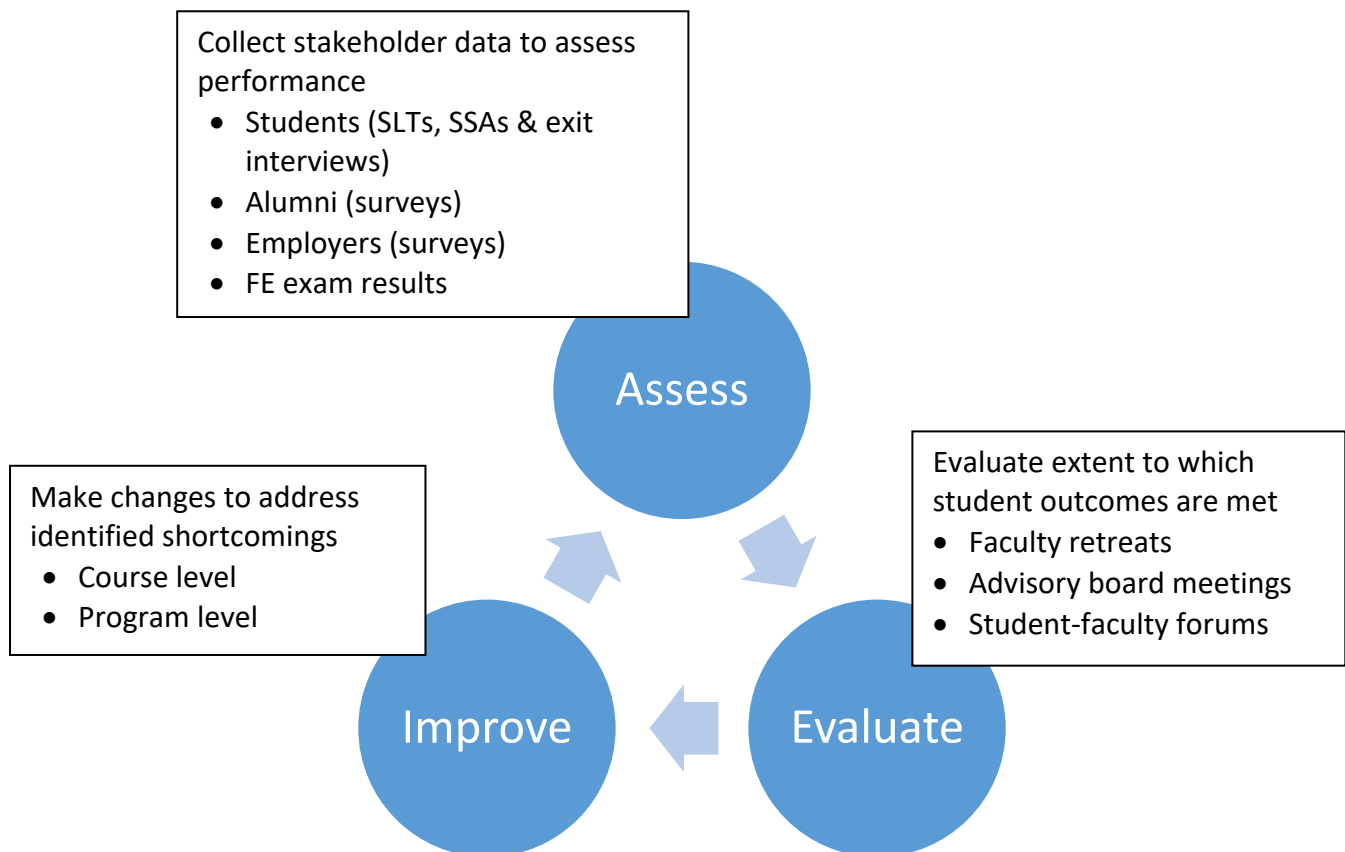 Collect stakeholder data to assess
performance
• Students (SLTs, SSAs & exit
interviews)
• Alumni (surveys)
• Employers (surveys)
• FE exam results
Assess
Evaluate extent to which
student outcomes are met
• Faculty retreats
• Advisory board meetings
• Student-faculty forums
Evaluate
Make changes to address
identified shortcomings
• Course level
• Program level
Improve